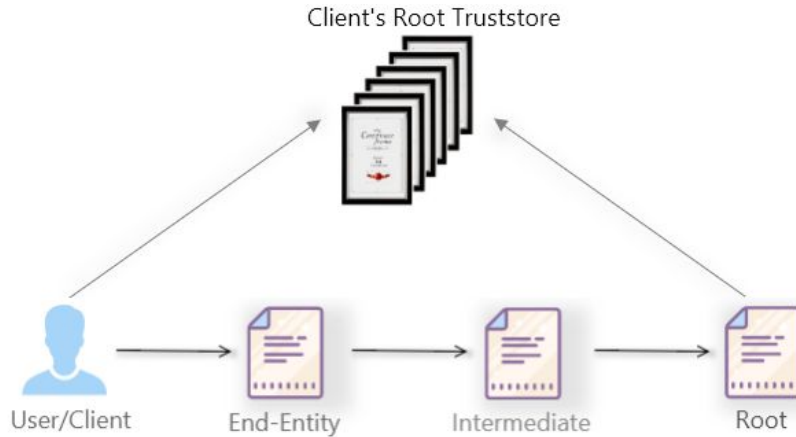 Client's Root Truststore
User/Client
End-Entity
Intermediate
Root